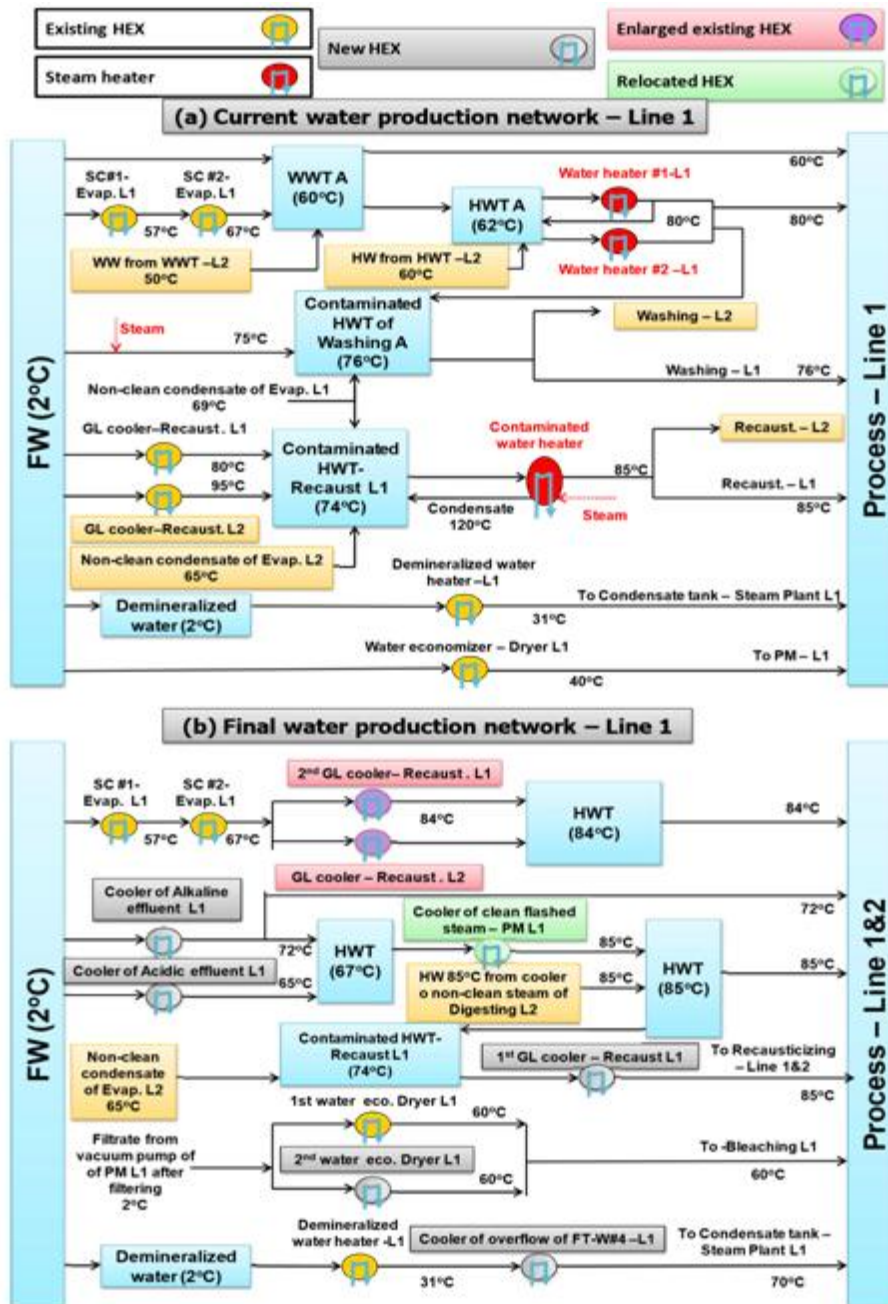 Existing HEX
New HEX
Enlarged existing HEX
Steam heater
Relocated HEX
(a) Current water production network – Line 1
FW (2°C)
Process – Line 1
SC#1-
Evap. L1
SC #2-
Evap. L1
57°C
67°C
WWT A
(60°C)
60°C
WW from WWT –L2
50°C
HWT A
(62°C)
Water heater #1-L1
80°C
80°C
Water heater #2 –L1
HW from HWT –L2
60°C
Steam
75°C
Contaminated
HWT of
Washing A
(76°C)
Washing – L2
Washing – L1
76°C
Non-clean condensate of Evap. L1
69°C
GL cooler–Recaust. L1
80°C
95°C
GL cooler–Recaust. L2
Contaminated
HWT-
Recaust L1
(74°C)
Contaminated
water heater
85°C
Condensate
120°C
Steam
Recaust. – L2
Recaust. – L1
85°C
Non-clean condensate of Evap. L2
65°C
Demineralized
water (2°C)
Demineralized water
heater –L1
31°C
To Condensate tank – Steam Plant L1
Water economizer – Dryer L1
40°C
To PM – L1
(b) Final water production network – Line 1
FW (2°C)
Process – Line 1&2
SC #1-
Evap. L1
SC #2-
Evap. L1
57°C
67°C
2nd GL cooler– Recaust . L1
84°C
HWT
(84°C)
84°C
GL cooler – Recaust . L2
Cooler of Alkaline
effluent L1
72°C
72°C
Cooler of Acidic effluent L1
65°C
HWT
(67°C)
Cooler of clean flashed
steam – PM L1
85°C
HW 85°C from cooler
o non-clean steam of
Digesting L2
85°C
HWT
(85°C)
85°C
Non-clean
condensate
of Evap. L2
65°C
Contaminated HWT-
Recaust L1
(74°C)
1st GL cooler – Recaust L1
To Recausticizing
–Line 1&2
85°C
Filtrate from
vacuum pump of
of PM L1 after
filtering
2°C
1st water eco. Dryer L1
60°C
2nd water eco. Dryer L1
60°C
To -Bleaching L1
60°C
Demineralized
water (2°C)
Demineralized
water heater -L1
31°C
Cooler of overflow of FT-W#4 –L1
To Condensate tank –
Steam Plant L1
70°C